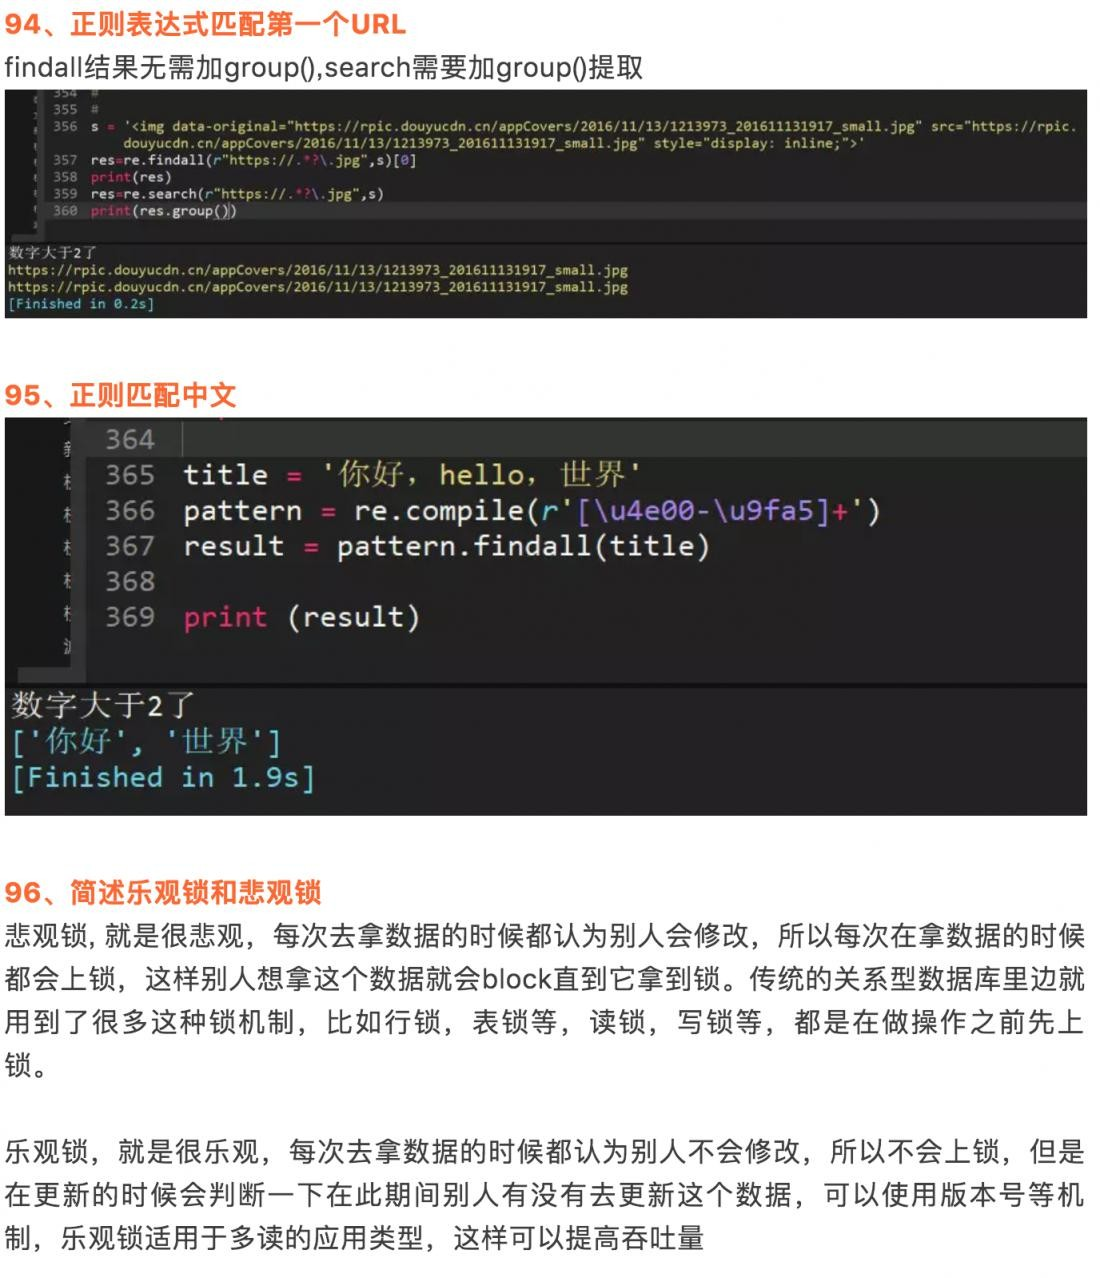 94、正则表达式匹配第一个URL
findall结果无需加group(),search需要加group()提取
354 #
355 #
356 s = '<img data-original="https://rpic.douyucdn.cn/appCovers/2016/11/13/1213973_201611131917_small.jpg" src="https://rpic.
douyucdn.cn/appCovers/2016/11/13/1213973_201611131917_small.jpg" style="display: inline;">'
357 res=re.findall(r"https://.*?\.jpg",s)[0]
358 print(res)
359 res=re.search(r"https://.*?\.jpg",s)
360 print(res.group())
数字大于2了
https://rpic.douyucdn.cn/appCovers/2016/11/13/1213973_201611131917_small.jpg
https://rpic.douyucdn.cn/appCovers/2016/11/13/1213973_201611131917_small.jpg
[Finished in 0.2s]
95、正则匹配中文
364
365 title = '你好，hello，世界'
366 pattern = re.compile(r'[\u4e00-\u9fa5]+')
367 result = pattern.findall(title)
368
369 print (result)
数字大于2了
['你好', '世界']
[Finished in 1.9s]
96、简述乐观锁和悲观锁
悲观锁, 就是很悲观，每次去拿数据的时候都认为别人会修改，所以每次在拿数据的时候
都会上锁，这样别人想拿这个数据就会block直到它拿到锁。传统的关系型数据库里边就
用到了很多这种锁机制，比如行锁，表锁等，读锁，写锁等，都是在做操作之前先上
锁。
乐观锁，就是很乐观，每次去拿数据的时候都认为别人不会修改，所以不会上锁，但是
在更新的时候会判断一下在此期间别人有没有去更新这个数据，可以使用版本号等机
制，乐观锁适用于多读的应用类型，这样可以提高吞吐量